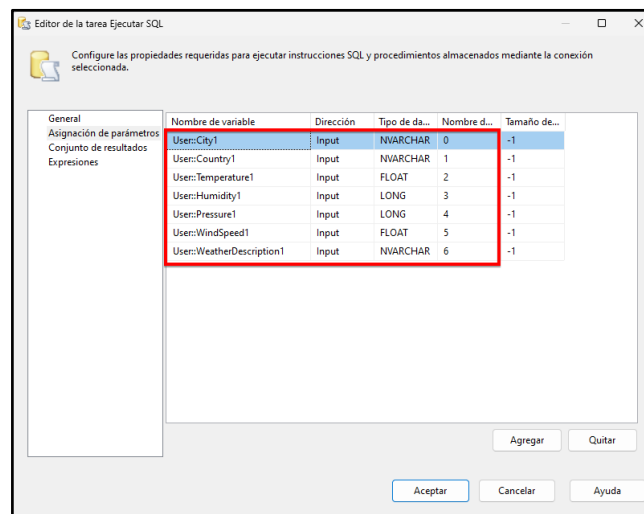 Editor de la tarea Ejecutar SQL
Configure las propiedades requeridas para ejecutar instrucciones SQL y procedimientos almacenados mediante la conexión
seleccionada.
General
Asignación de parámetros
Conjunto de resultados
Expresiones
Nombre de variable Dirección Tipo de da... Nombre d... Tamaño de...
User::City1 Input NVARCHAR 0 -1
User::Country1 Input NVARCHAR 1 -1
User::Temperature1 Input FLOAT 2 -1
User::Humidity1 Input LONG 3 -1
User::Pressure1 Input LONG 4 -1
User::WindSpeed1 Input FLOAT 5 -1
User::WeatherDescription1 Input NVARCHAR 6 -1
Agregar Quitar
Aceptar Cancelar Ayuda